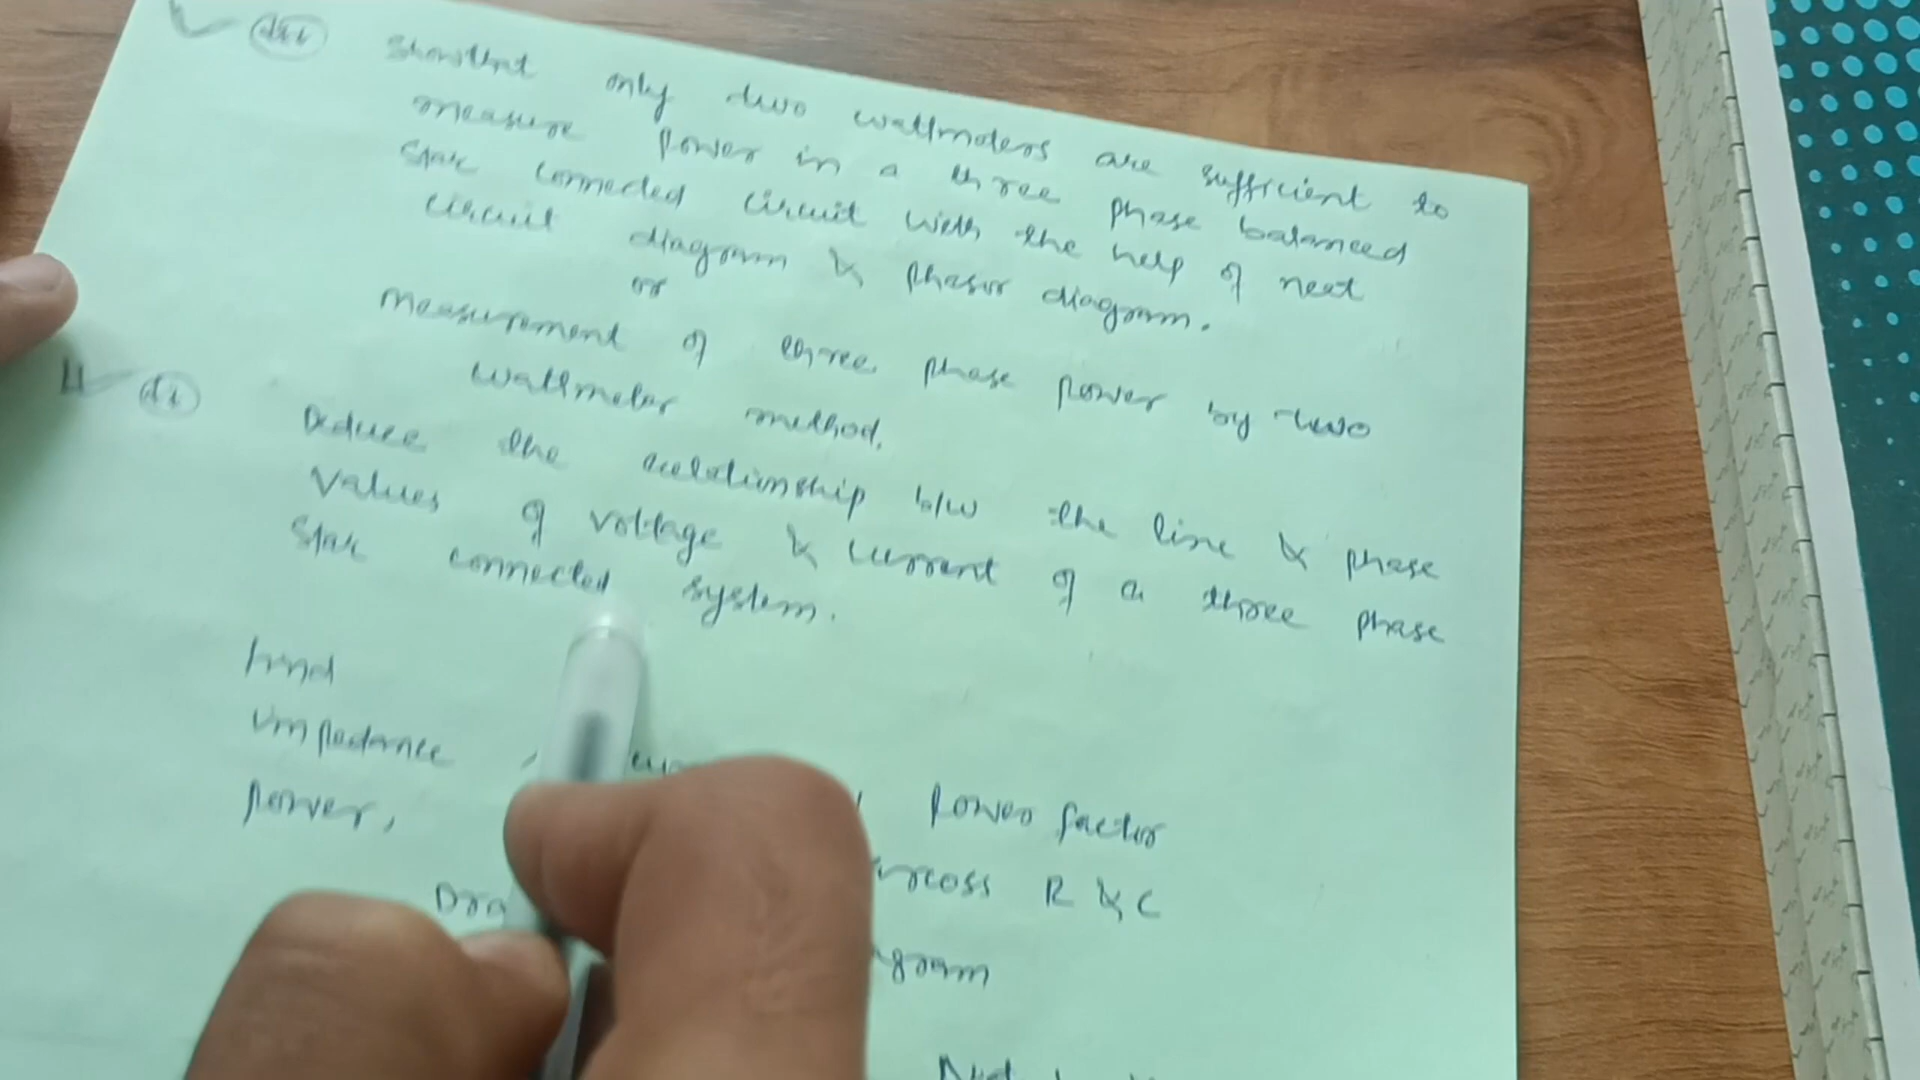 Show that only two wattmeters are sufficient to
measure power in a three phase balanced
star connected circuit with the help of neat
circuit diagram & phasor diagram.
or
measurement of three phase power by two
wattmeter method.
Deduce the relationship b/w the line & phase
values of voltage & current of a three phase
star connected system.
find
impedance , power factor
power,
R & C